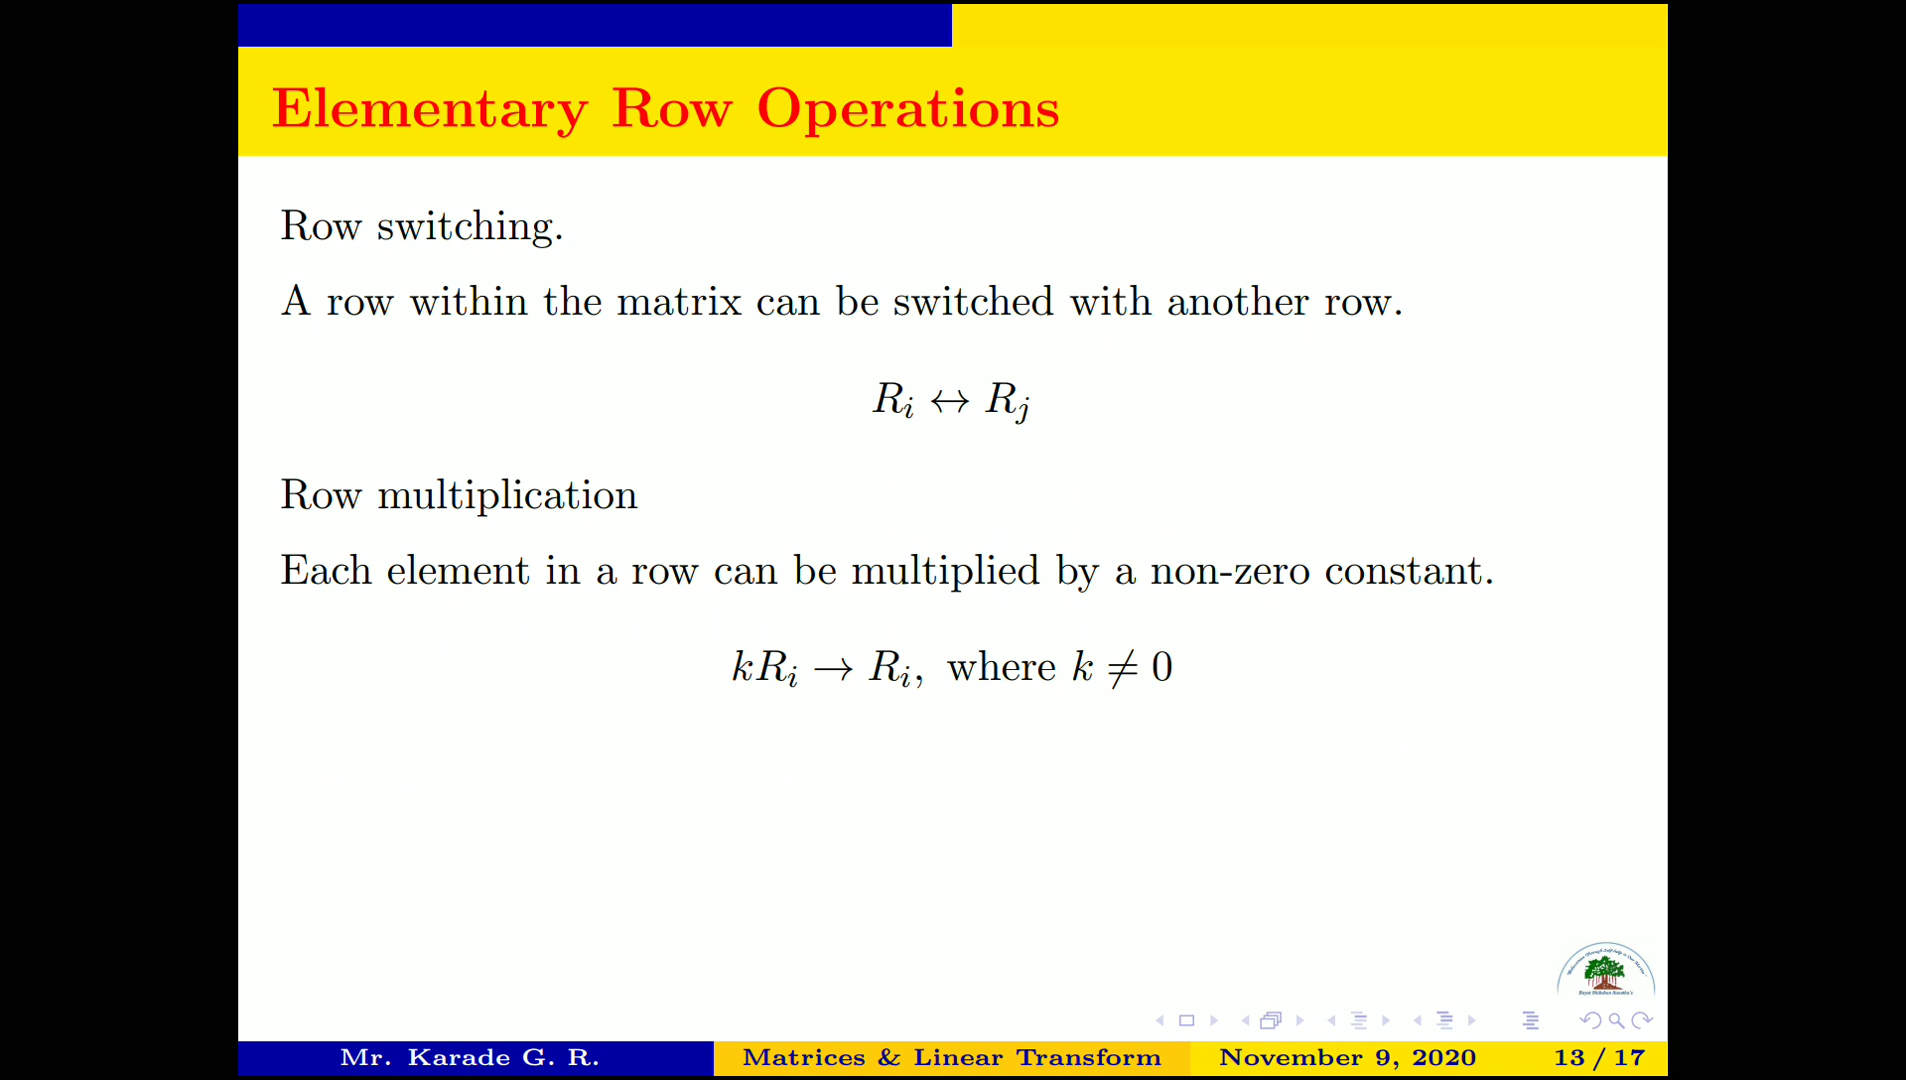 Elementary Row Operations
Row switching.
A row within the matrix can be switched with another row.
Rᵢ ↔ Rⱼ
Row multiplication
Each element in a row can be multiplied by a non-zero constant.
kRᵢ → Rᵢ, where k ≠ 0
Mr. Karade G. R. Matrices & Linear Transform November 9, 2020 13 / 17